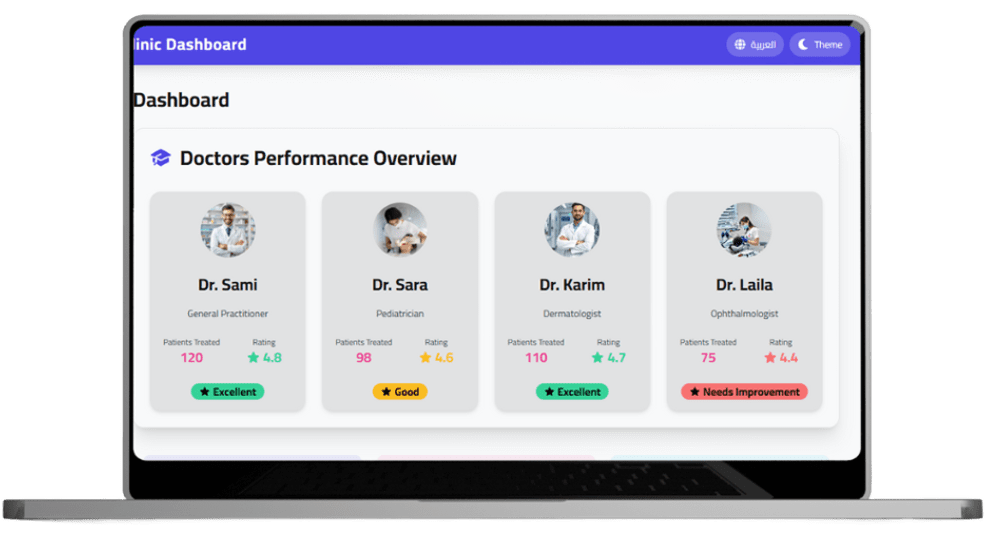 linic Dashboard
العربية
Theme
Dashboard
Doctors Performance Overview
Dr. Sami
General Practitioner
Patients Treated Rating
120 4.8
Excellent
Dr. Sara
Pediatrician
Patients Treated Rating
98 4.6
Good
Dr. Karim
Dermatologist
Patients Treated Rating
110 4.7
Excellent
Dr. Laila
Ophthalmologist
Patients Treated Rating
75 4.4
Needs Improvement